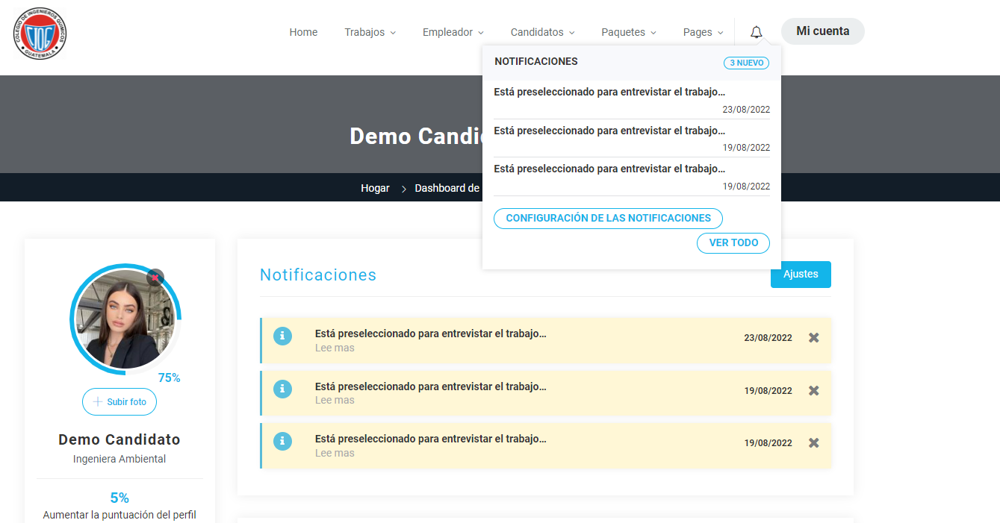 COLEGIO DE INGENIEROS QUIMICOS
GUATEMALA
Home
Trabajos
Empleador
Candidatos
Paquetes
Pages
Mi cuenta
NOTIFICACIONES
3 NUEVO
Está preseleccionado para entrevistar el trabajo...
23/08/2022
Está preseleccionado para entrevistar el trabajo...
19/08/2022
Está preseleccionado para entrevistar el trabajo...
19/08/2022
CONFIGURACIÓN DE LAS NOTIFICACIONES
VER TODO
Demo Candi
Hogar
Dashboard de
75%
Subir foto
Demo Candidato
Ingeniera Ambiental
5%
Aumentar la puntuación del perfil
Notificaciones
Ajustes
Está preseleccionado para entrevistar el trabajo...
23/08/2022
Lee mas
Está preseleccionado para entrevistar el trabajo...
19/08/2022
Lee mas
Está preseleccionado para entrevistar el trabajo...
19/08/2022
Lee mas